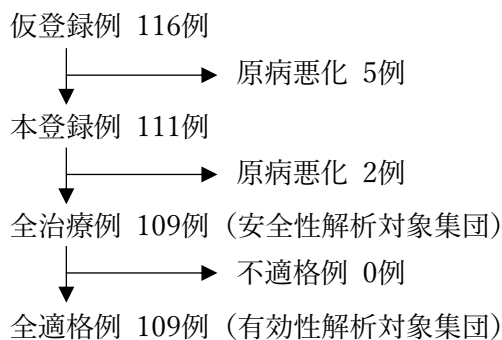 仮登録例 116例
原病悪化 5例
本登録例 111例
原病悪化 2例
全治療例 109例（安全性解析対象集団）
不適格例 0例
全適格例 109例（有効性解析対象集団）